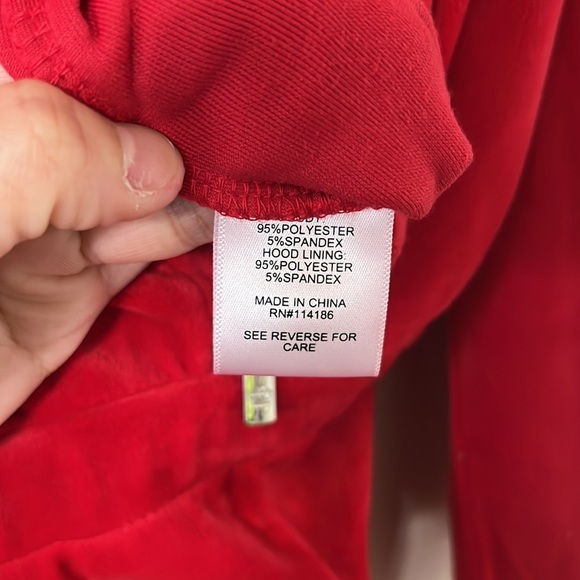 95%POLYESTER
5%SPANDEX
HOOD LINING:
95%POLYESTER
5%SPANDEX
MADE IN CHINA
RN#114186
SEE REVERSE FOR
CARE